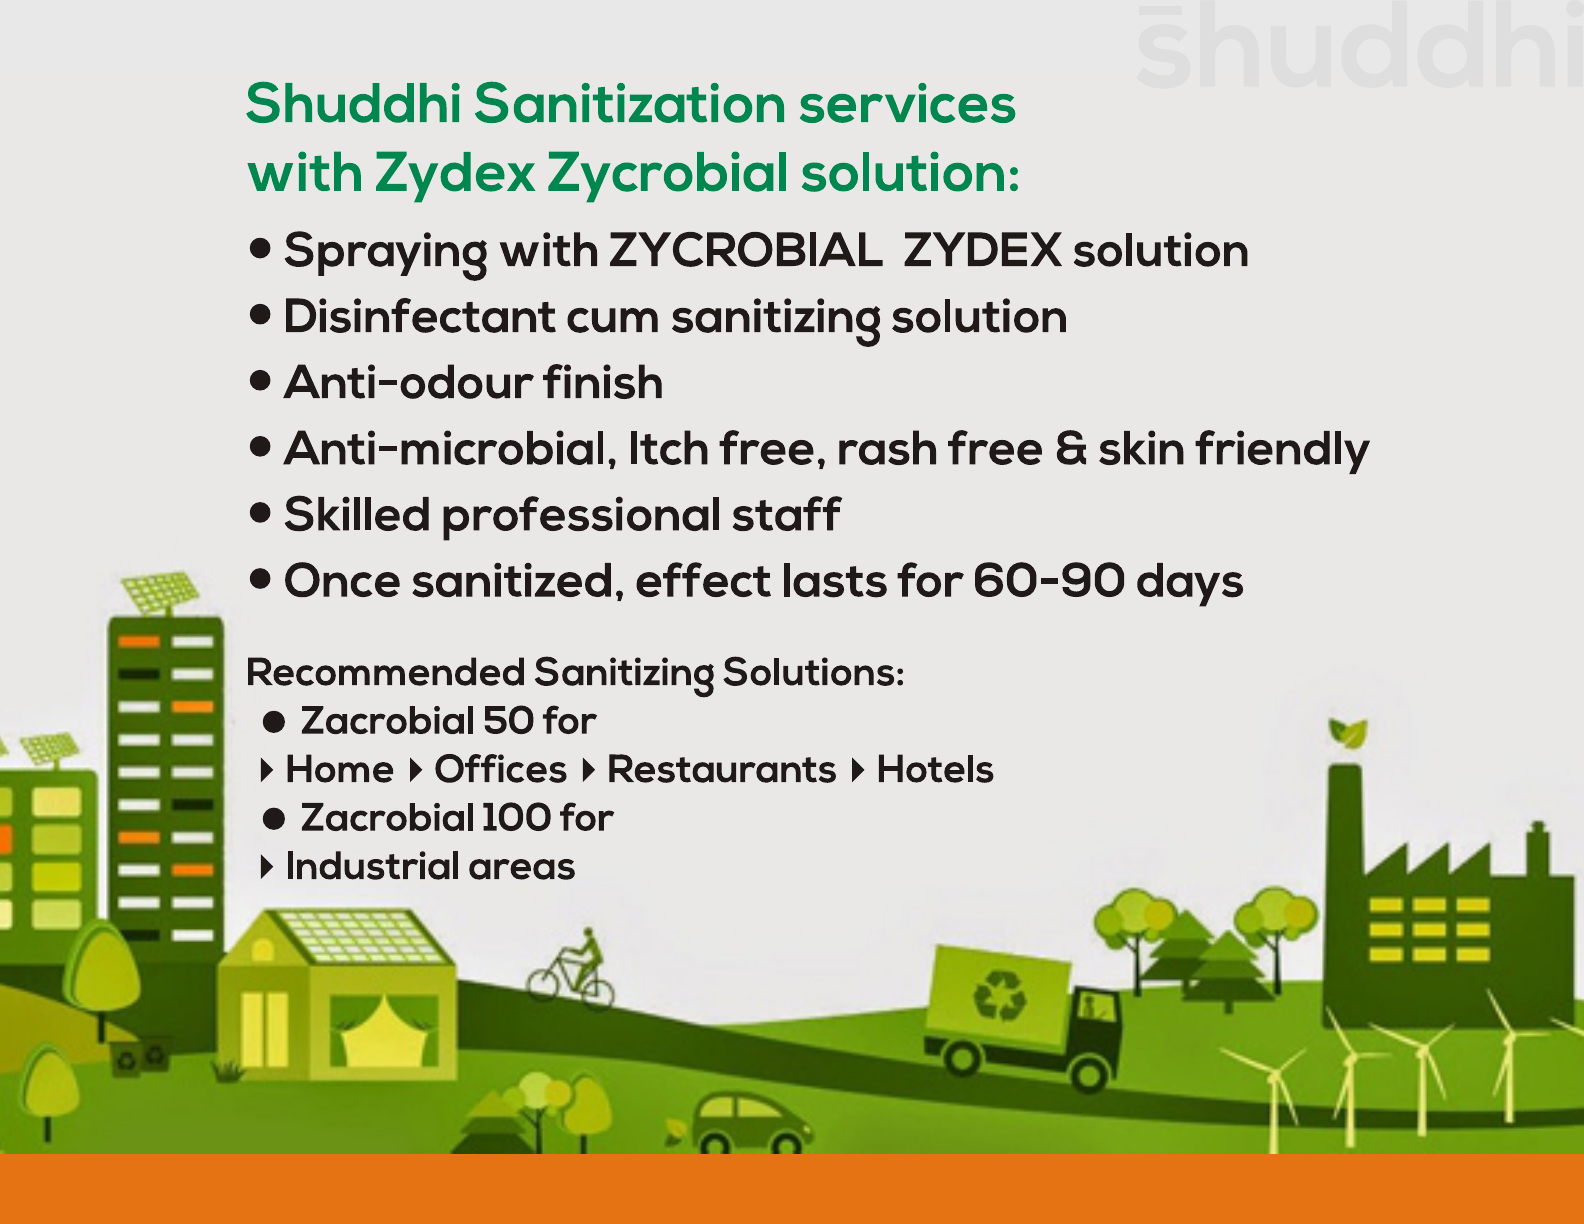 s̄huddhi
Shuddhi Sanitization services
with Zydex Zycrobial solution:
• Spraying with ZYCROBIAL ZYDEX solution
• Disinfectant cum sanitizing solution
• Anti-odour finish
• Anti-microbial, Itch free, rash free & skin friendly
• Skilled professional staff
• Once sanitized, effect lasts for 60-90 days
Recommended Sanitizing Solutions:
• Zacrobial 50 for
‣ Home ‣ Offices ‣ Restaurants ‣ Hotels
• Zacrobial 100 for
‣ Industrial areas